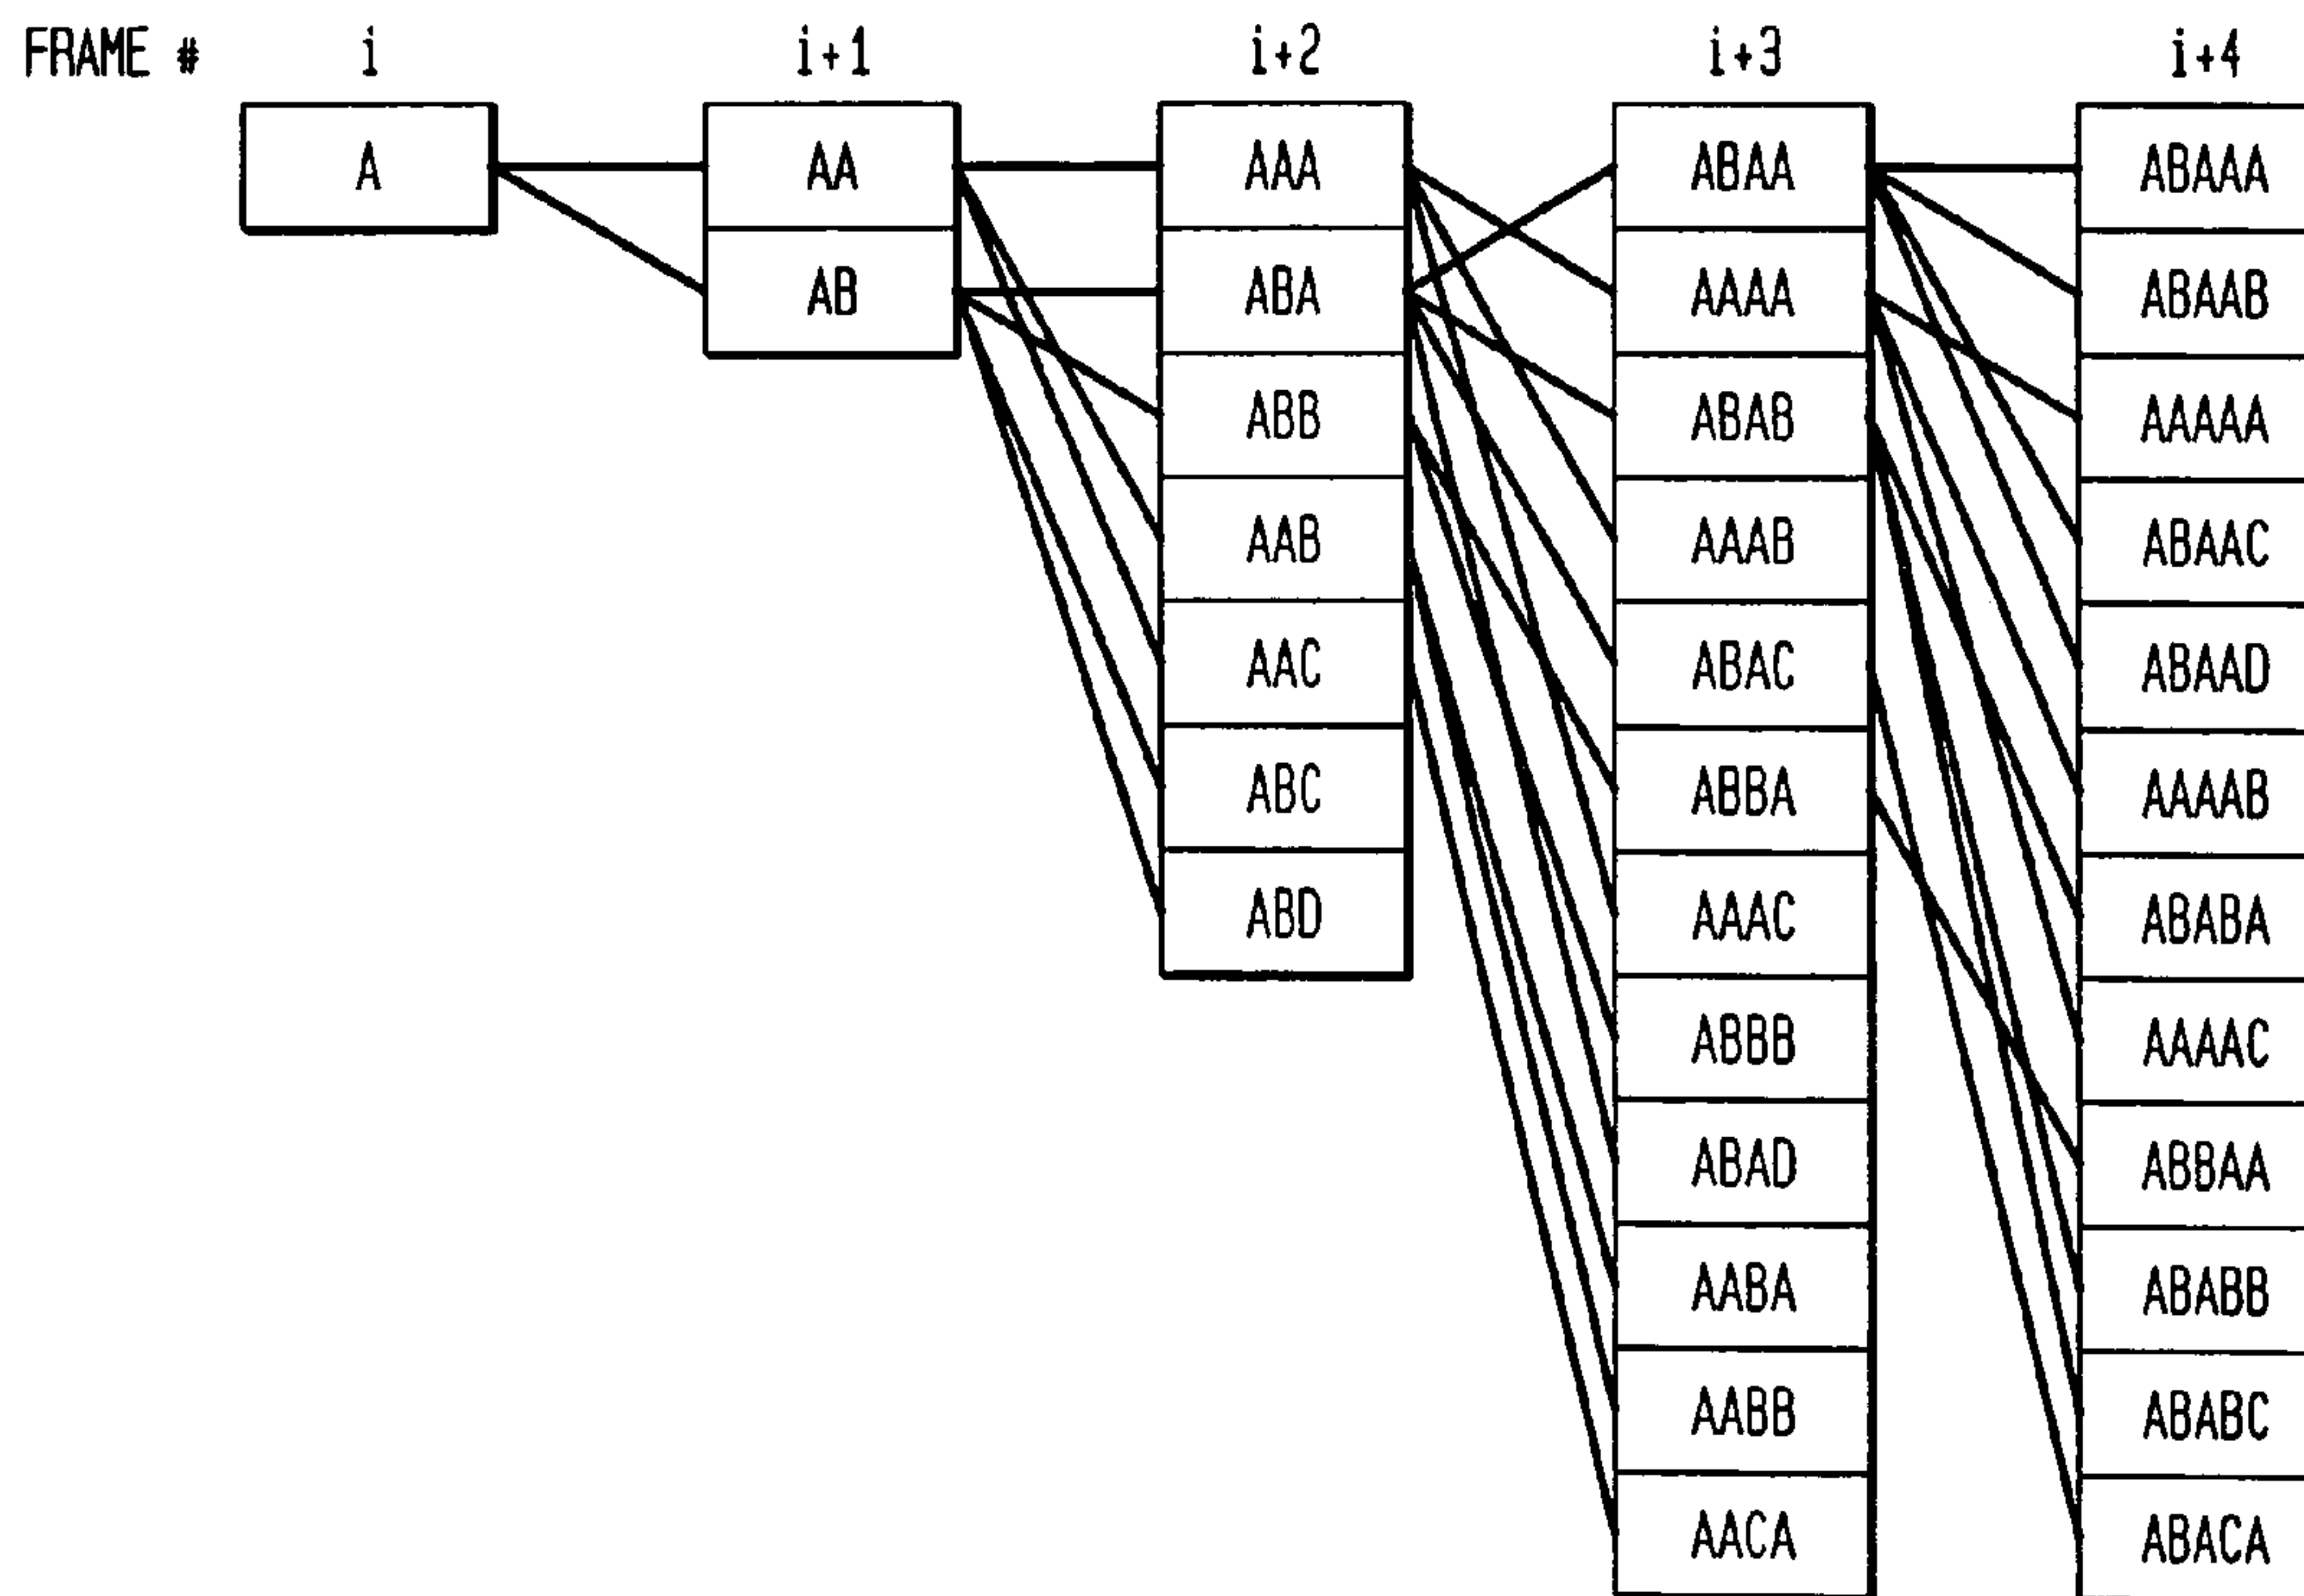 FRAME # i i+1 i+2 i+3 i+4
A AA AAA ABAA ABAAA
AB ABA AAAA ABAAB
ABB ABAB AAAAA
AAB AAAB ABAAC
AAC ABAC ABAAD
ABC ABBA AAAAB
ABD AAAC ABABA
ABBB AAAAC
ABAD ABBAA
AABA ABABB
AABB ABABC
AACA ABACA